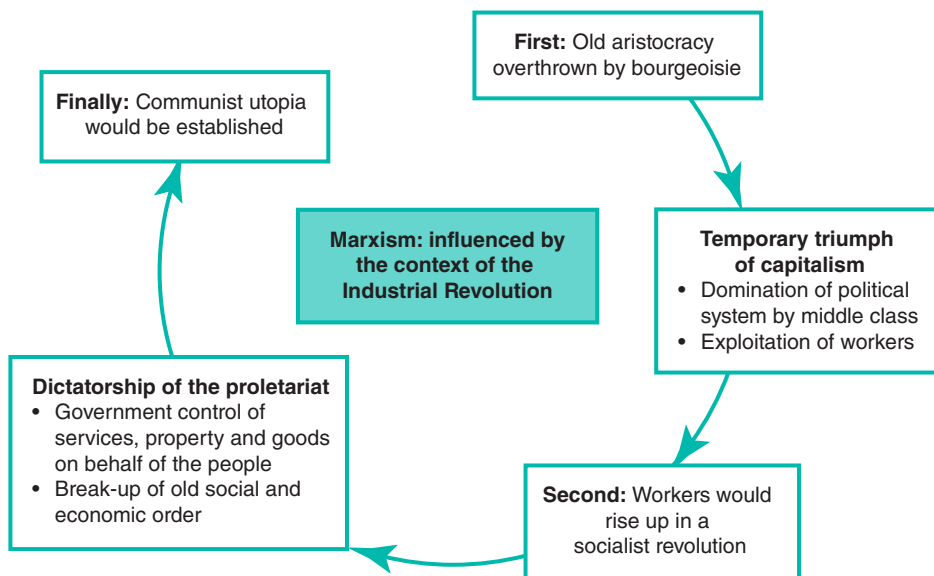 First: Old aristocracy
overthrown by bourgeoisie
Temporary triumph
of capitalism
• Domination of political
system by middle class
• Exploitation of workers
Second: Workers would
rise up in a
socialist revolution
Dictatorship of the proletariat
• Government control of
services, property and goods
on behalf of the people
• Break-up of old social and
economic order
Finally: Communist utopia
would be established
Marxism: influenced by
the context of the
Industrial Revolution